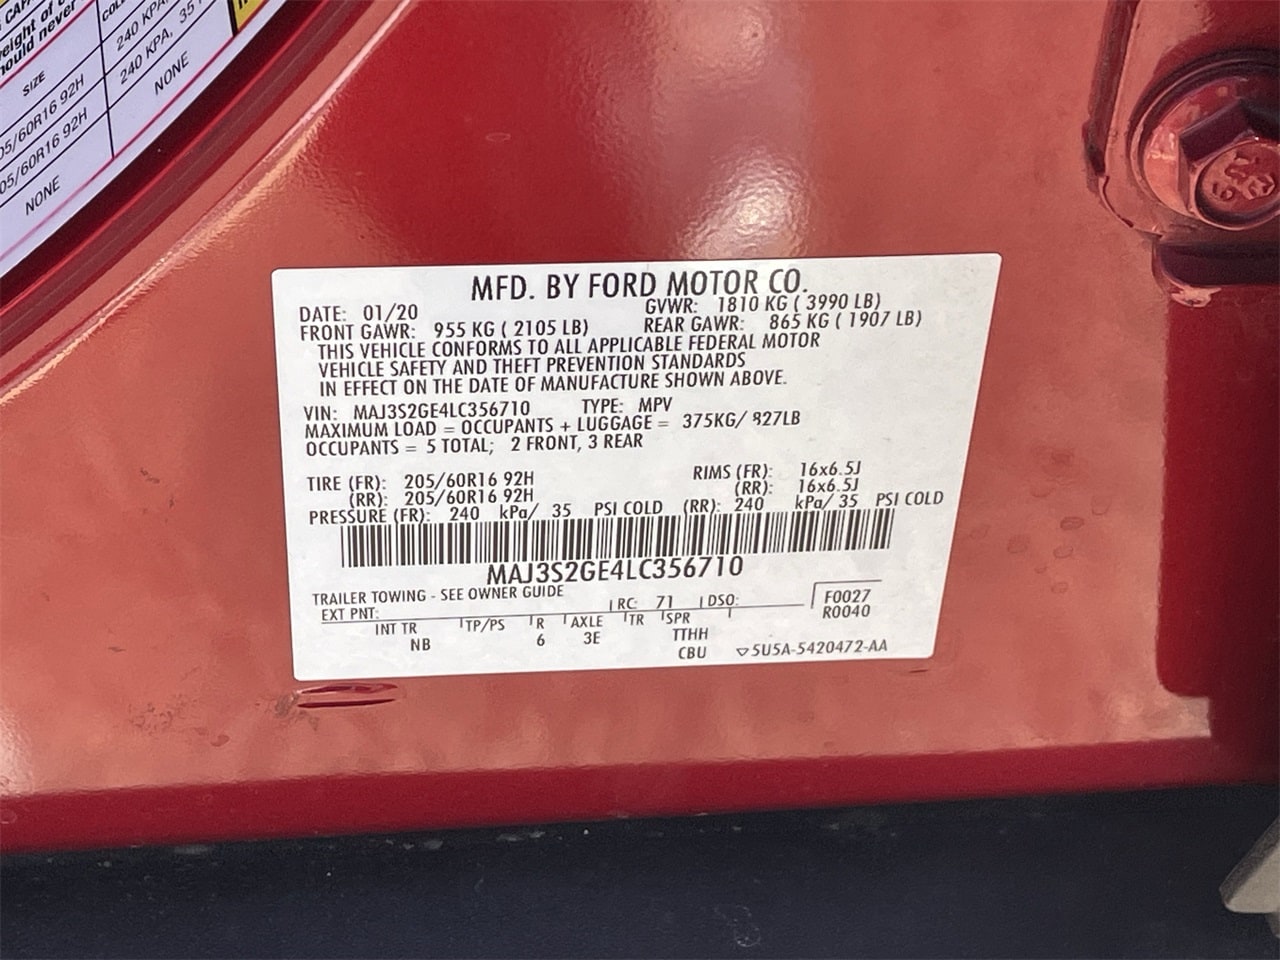 eight of
ould never
SIZE
240 KPA
05/60R16 92H
240 KPA, 35
05/60R16 92H
NONE
NONE
MFD. BY FORD MOTOR CO.
DATE: 01/20 GVWR: 1810 KG ( 3990 LB)
FRONT GAWR: 955 KG ( 2105 LB) REAR GAWR: 865 KG ( 1907 LB)
THIS VEHICLE CONFORMS TO ALL APPLICABLE FEDERAL MOTOR
VEHICLE SAFETY AND THEFT PREVENTION STANDARDS
IN EFFECT ON THE DATE OF MANUFACTURE SHOWN ABOVE.
VIN: MAJ3S2GE4LC356710 TYPE: MPV
MAXIMUM LOAD = OCCUPANTS + LUGGAGE = 375KG/ 827LB
OCCUPANTS = 5 TOTAL; 2 FRONT, 3 REAR
TIRE (FR): 205/60R16 92H RIMS (FR): 16x6.5J
(RR): 205/60R16 92H (RR): 16x6.5J
PRESSURE (FR): 240 kPa/ 35 PSI COLD (RR): 240 kPa/ 35 PSI COLD
MAJ3S2GE4LC356710
TRAILER TOWING - SEE OWNER GUIDE
EXT PNT: RC: 71 DSO: F0027
R0040
INT TR TP/PS R AXLE TR SPR
NB 6 3E TTHH
CBU ▽5U5A-5420472-AA